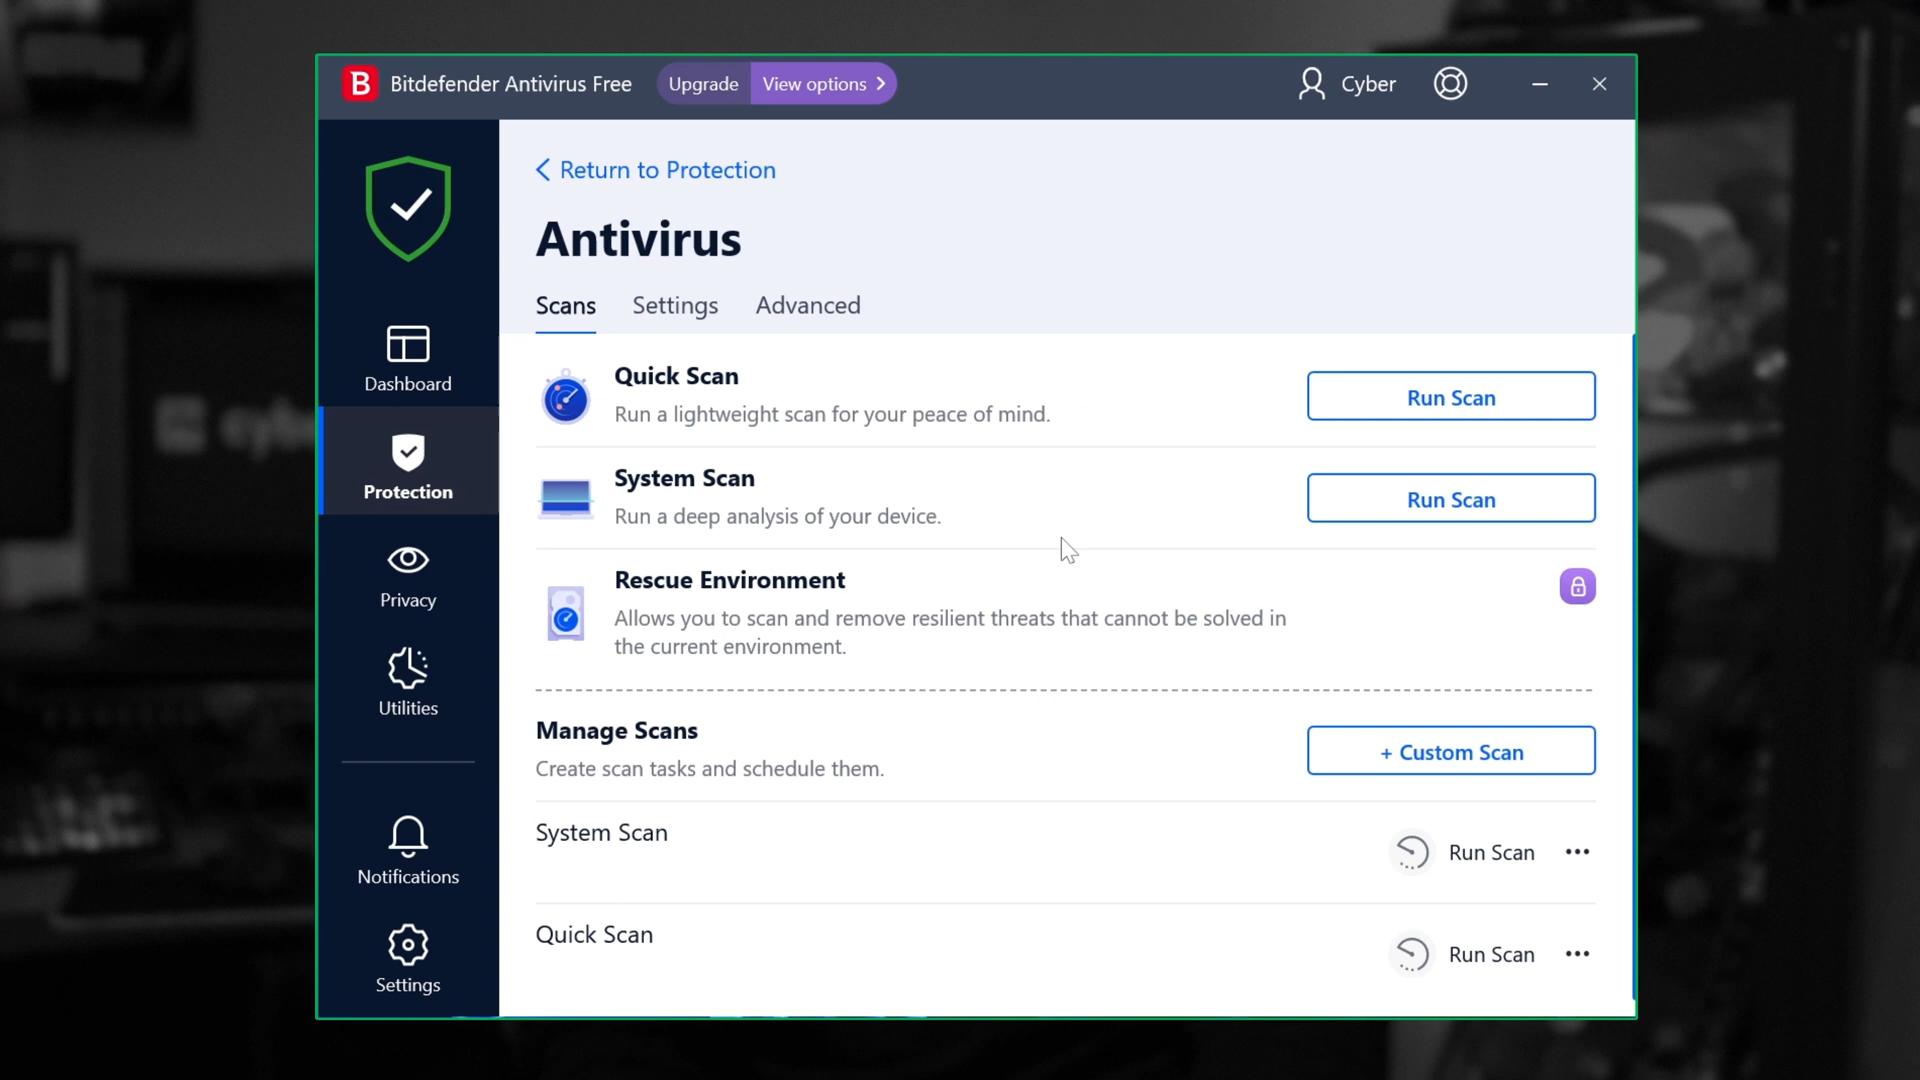 B Bitdefender Antivirus Free Upgrade View options Cyber
Return to Protection
Antivirus
Scans Settings Advanced
Dashboard
Protection
Privacy
Utilities
Notifications
Settings
Quick Scan
Run a lightweight scan for your peace of mind.
Run Scan
System Scan
Run a deep analysis of your device.
Run Scan
Rescue Environment
Allows you to scan and remove resilient threats that cannot be solved in
the current environment.
Manage Scans
Create scan tasks and schedule them.
+ Custom Scan
System Scan
Run Scan
Quick Scan
Run Scan